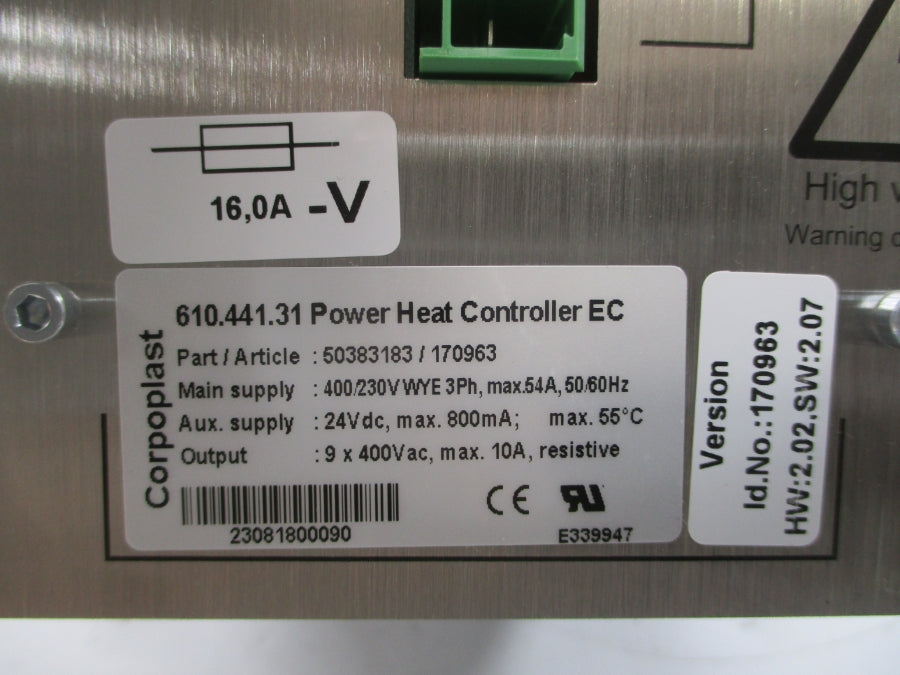 16,0A -V
High
Warning
Corpoplast
610.441.31 Power Heat Controller EC
Part / Article : 50383183 / 170963
Main supply : 400/230V WYE 3Ph, max.54A, 50/60Hz
Aux. supply : 24Vdc, max. 800mA; max. 55°C
Output : 9 x 400Vac, max. 10A, resistive
CE RU
23081800090
E339947
Version
Id.No.:170963
HW:2.02,SW:2.07